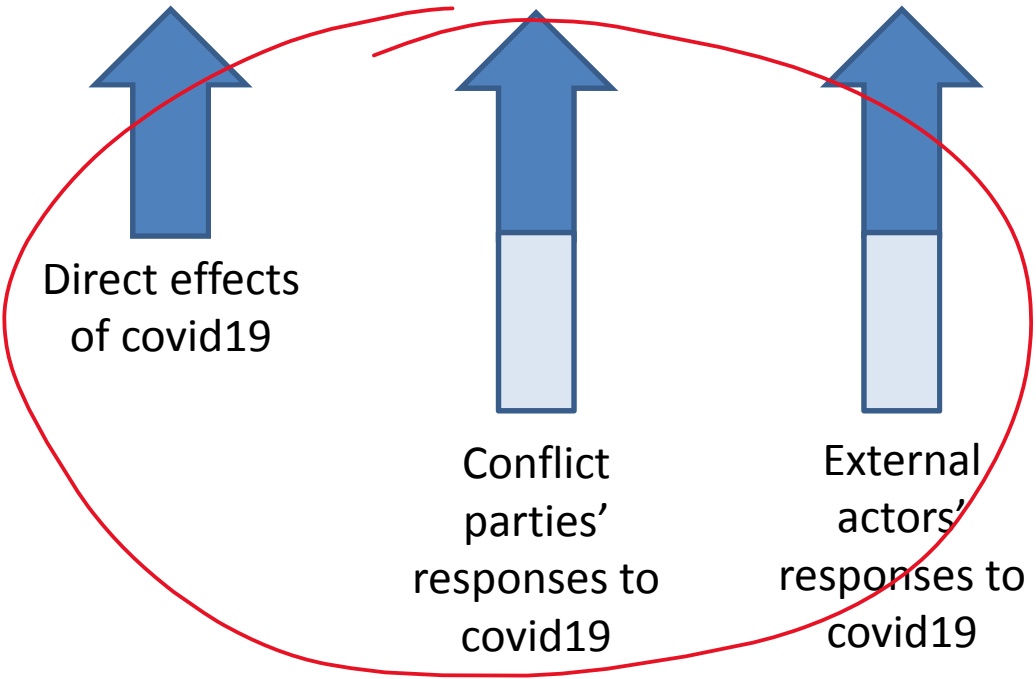 Direct effects
of covid19
Conflict
parties’
responses to
covid19
External
actors’
responses to
covid19